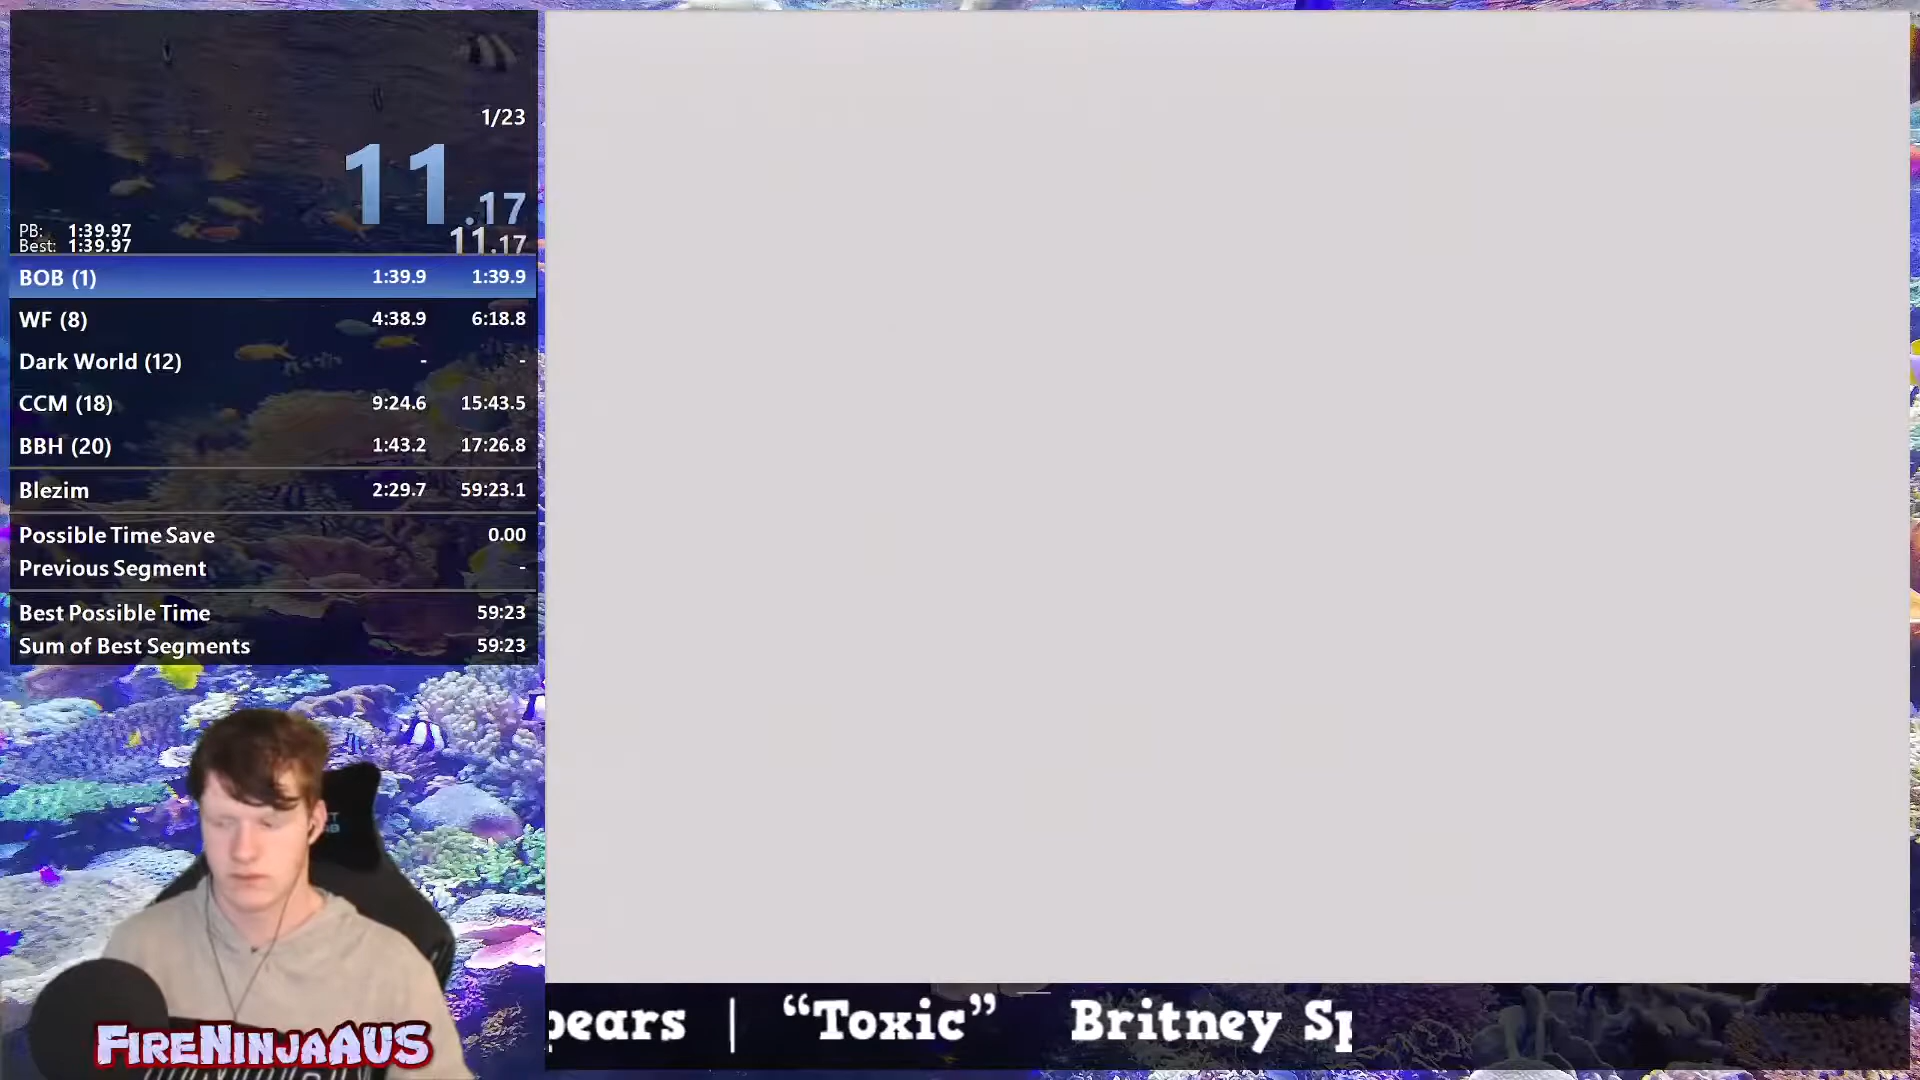 1/23
11.17
11.17
PB: 1:39.97
Best: 1:39.97
BOB (1) 1:39.9 1:39.9
WF (8) 4:38.9 6:18.8
Dark World (12) - -
CCM (18) 9:24.6 15:43.5
BBH (20) 1:43.2 17:26.8
Blezim 2:29.7 59:23.1
Possible Time Save 0.00
Previous Segment -
Best Possible Time 59:23
Sum of Best Segments 59:23
FIRENINJAAUS
pears | “Toxic” Britney Sp